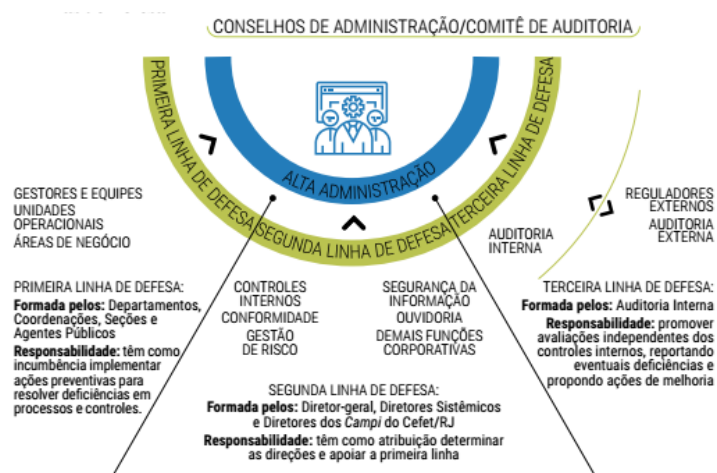 CONSELHOS DE ADMINISTRAÇÃO/COMITÊ DE AUDITORIA
PRIMEIRA LINHA DE DEFESA/SEGUNDA LINHA DE DEFESA/TERCEIRA LINHA DE DEFESA
ALTA ADMINISTRAÇÃO
GESTORES E EQUIPES
UNIDADES
OPERACIONAIS
ÁREAS DE NEGÓCIO
AUDITORIA
INTERNA
REGULADORES
EXTERNOS
AUDITORIA
EXTERNA
PRIMEIRA LINHA DE DEFESA:
Formada pelos: Departamentos,
Coordenações, Seções e
Agentes Públicos
Responsabilidade: têm como
incumbência implementar
ações preventivas para
resolver deficiências em
processos e controles.
CONTROLES
INTERNOS
CONFORMIDADE
GESTÃO
DE RISCO
SEGURANÇA DA
INFORMAÇÃO
OUVIDORIA
DEMAIS FUNÇÕES
CORPORATIVAS
TERCEIRA LINHA DE DEFESA:
Formada pelos: Auditoria Interna
Responsabilidade: promover
avaliações independentes dos
controles internos, reportando
eventuais deficiências e
propondo ações de melhoria
SEGUNDA LINHA DE DEFESA:
Formada pelos: Diretor-geral, Diretores Sistêmicos
e Diretores dos Campi do Cefet/RJ
Responsabilidade: têm como atribuição determinar
as direções e apoiar a primeira linha